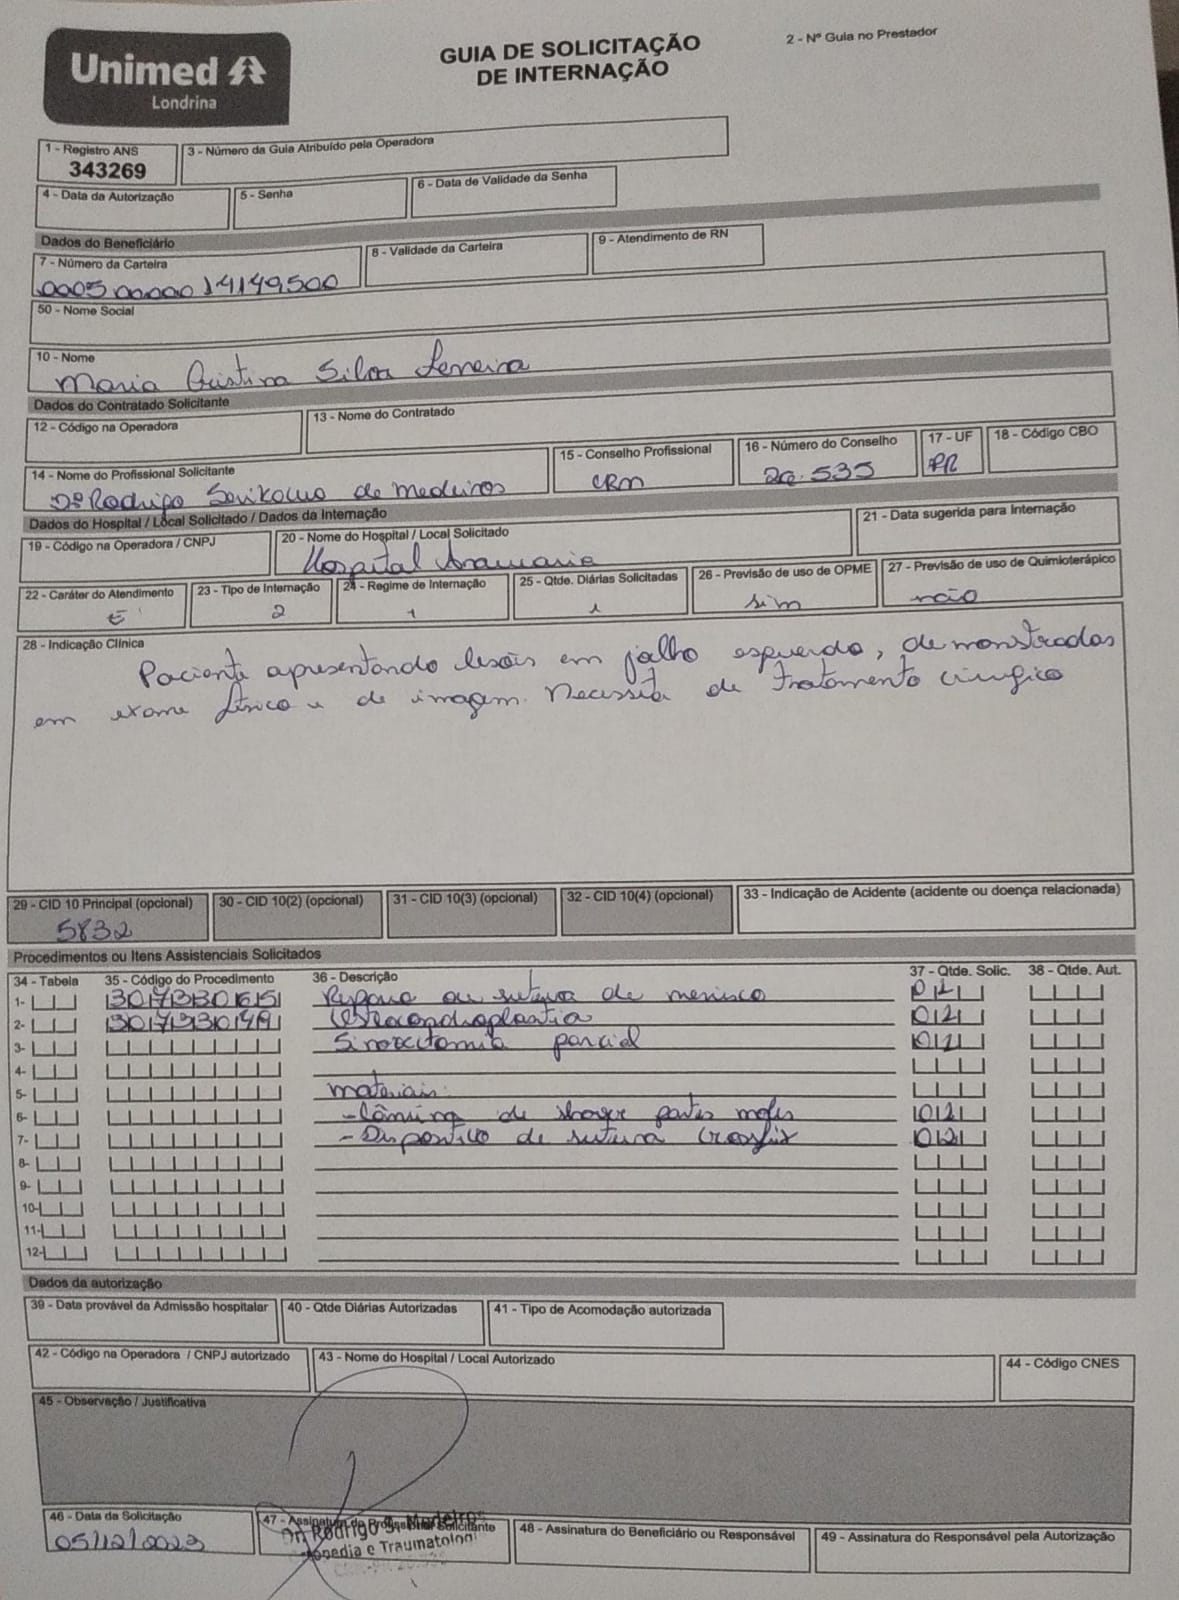 Unimed
Londrina
GUIA DE SOLICITAÇÃO
DE INTERNAÇÃO
2 - Nº Guia no Prestador
1 - Registro ANS
343269
3 - Número da Guia Atribuído pela Operadora
4 - Data da Autorização
5 - Senha
6 - Data de Validade da Senha
Dados do Beneficiário
7 - Número da Carteira
0005 00000 14149500
8 - Validade da Carteira
9 - Atendimento de RN
50 - Nome Social
10 - Nome
Maria Cristina Silva Ferreira
Dados do Contratado Solicitante
12 - Código na Operadora
13 - Nome do Contratado
14 - Nome do Profissional Solicitante
Dr Rodrigo de Medeiros
15 - Conselho Profissional
CRM
16 - Número do Conselho
20.535
17 - UF
PR
18 - Código CBO
Dados do Hospital / Local Solicitado / Dados da Internação
19 - Código na Operadora / CNPJ
20 - Nome do Hospital / Local Solicitado
Hospital Araucaria
21 - Data sugerida para Internação
22 - Caráter do Atendimento
E
23 - Tipo de Internação
2
24 - Regime de Internação
1
25 - Qtde. Diárias Solicitadas
1
26 - Previsão de uso de OPME
sim
27 - Previsão de uso de Quimioterápico
não
28 - Indicação Clínica
Paciente apresentando lesões em joelho esquerdo, demonstradas
em exame físico e de imagem. Necessita de tratamento cirurgico
29 - CID 10 Principal (opcional)
S832
30 - CID 10(2) (opcional)
31 - CID 10(3) (opcional)
32 - CID 10(4) (opcional)
33 - Indicação de Acidente (acidente ou doença relacionada)
Procedimentos ou Itens Assistenciais Solicitados
34 - Tabela
35 - Código do Procedimento
36 - Descrição
37 - Qtde. Solic.
38 - Qtde. Aut.
1- Reparo ou sutura de menisco 01
2- Osteocondroplastia 01
3- Sinovectomia parcial 01
4-
5- materiais:
6- - Lâmina de shaver partes moles 01
7- - de sutura Crossfix
8-
9-
10-
11-
12-
Dados da autorização
39 - Data provável da Admissão hospitalar
40 - Qtde Diárias Autorizadas
41 - Tipo de Acomodação autorizada
42 - Código na Operadora / CNPJ autorizado
43 - Nome do Hospital / Local Autorizado
44 - Código CNES
45 - Observação / Justificativa
46 - Data da Solicitação
05/12/2023
47 - Assinatura do Profissional Solicitante
Dr. Rodrigo S. Medeiros
Ortopedia e Traumatologi
48 - Assinatura do Beneficiário ou Responsável
49 - Assinatura do Responsável pela Autorização